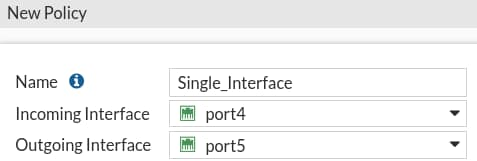 New Policy
Name
Single_Interface
Incoming Interface
port4
Outgoing Interface
port5